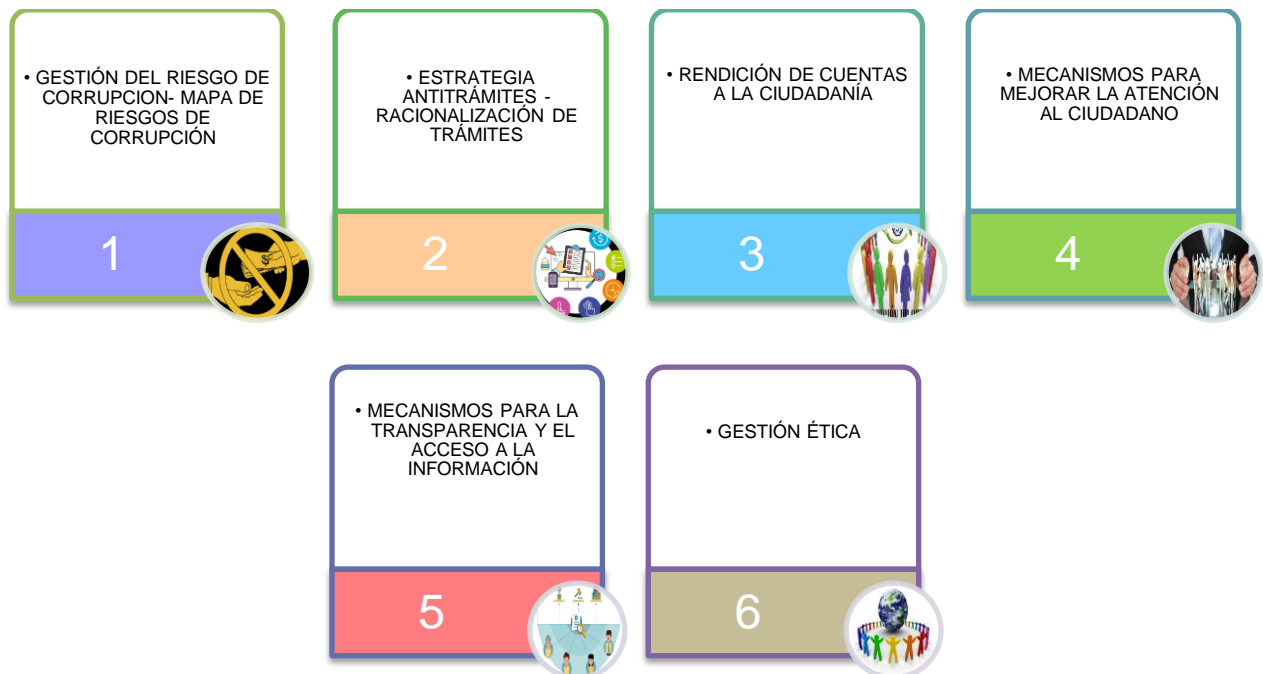 • GESTIÓN DEL RIESGO DE
CORRUPCION- MAPA DE
RIESGOS DE
CORRUPCIÓN
1
• ESTRATEGIA
ANTITRÁMITES -
RACIONALIZACIÓN DE
TRÁMITES
2
• RENDICIÓN DE CUENTAS
A LA CIUDADANÍA
3
• MECANISMOS PARA
MEJORAR LA ATENCIÓN
AL CIUDADANO
4
• MECANISMOS PARA LA
TRANSPARENCIA Y EL
ACCESO A LA
INFORMACIÓN
5
• GESTIÓN ÉTICA
6